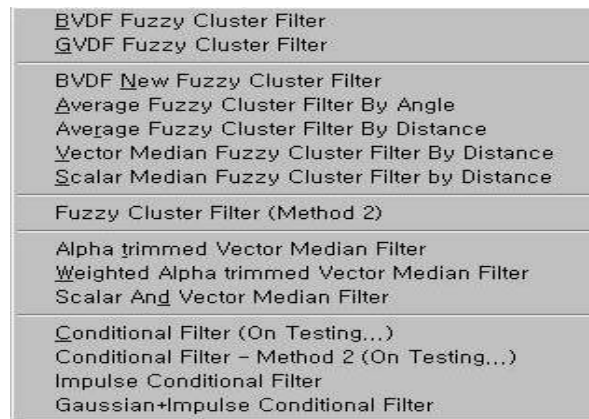 BVDF Fuzzy Cluster Filter
GVDF Fuzzy Cluster Filter
BVDF New Fuzzy Cluster Filter
Average Fuzzy Cluster Filter By Angle
Average Fuzzy Cluster Filter By Distance
Vector Median Fuzzy Cluster Filter By Distance
Scalar Median Fuzzy Cluster Filter by Distance
Fuzzy Cluster Filter (Method 2)
Alpha trimmed Vector Median Filter
Weighted Alpha trimmed Vector Median Filter
Scalar And Vector Median Filter
Conditional Filter (On Testing,,,)
Conditional Filter - Method 2 (On Testing,,,)
Impulse Conditional Filter
Gaussian+Impulse Conditional Filter